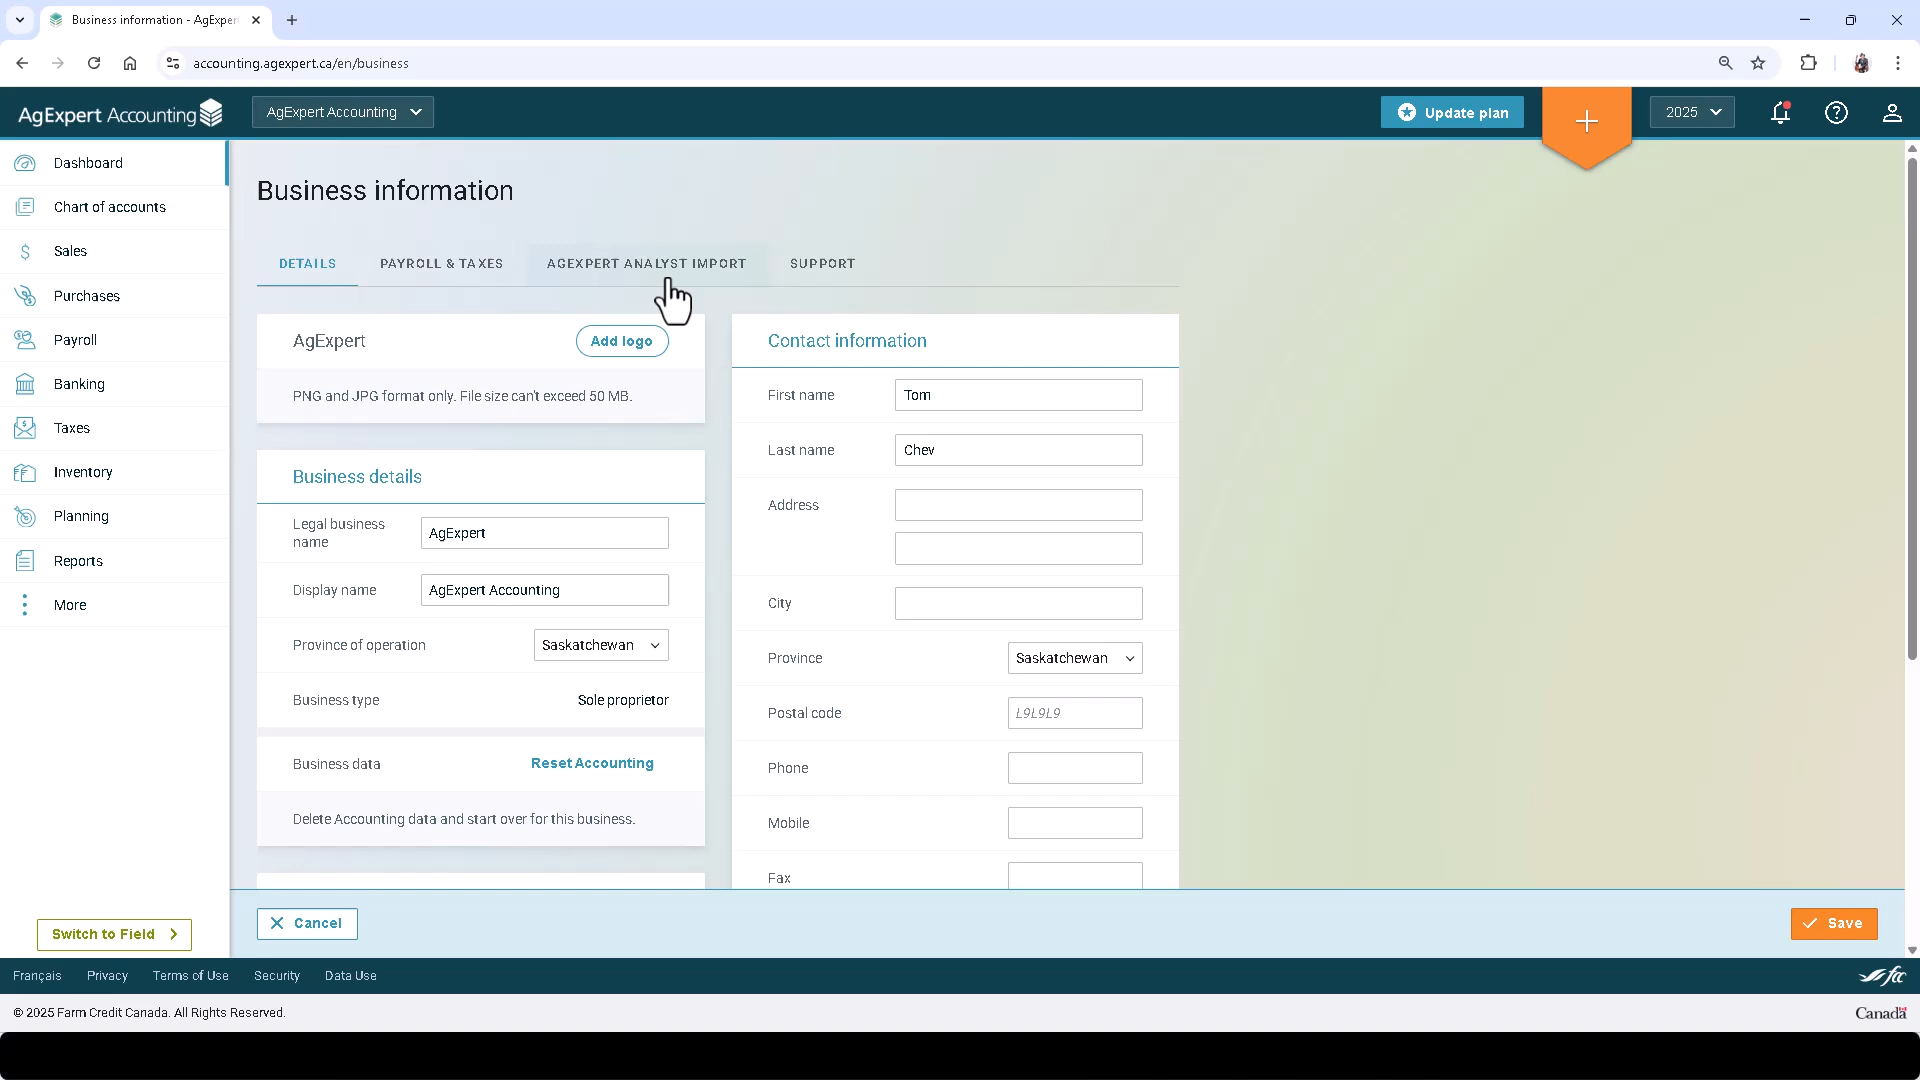 Business information - AgExper
accounting.agexpert.ca/en/business
AgExpert Accounting
AgExpert Accounting
Update plan
2025
Dashboard
Chart of accounts
Sales
Purchases
Payroll
Banking
Taxes
Inventory
Planning
Reports
More
Switch to Field
Business information
DETAILS
PAYROLL & TAXES
AGEXPERT ANALYST IMPORT
SUPPORT
AgExpert
Add logo
PNG and JPG format only. File size can't exceed 50 MB.
Business details
Legal business
name
AgExpert
Display name
AgExpert Accounting
Province of operation
Saskatchewan
Business type
Sole proprietor
Business data
Reset Accounting
Delete Accounting data and start over for this business.
Contact information
First name
Tom
Last name
Chev
Address
City
Province
Saskatchewan
Postal code
L9L9L9
Phone
Mobile
Fax
Cancel
Save
Français
Privacy
Terms of Use
Security
Data Use
fcc
© 2025 Farm Credit Canada. All Rights Reserved.
Canada